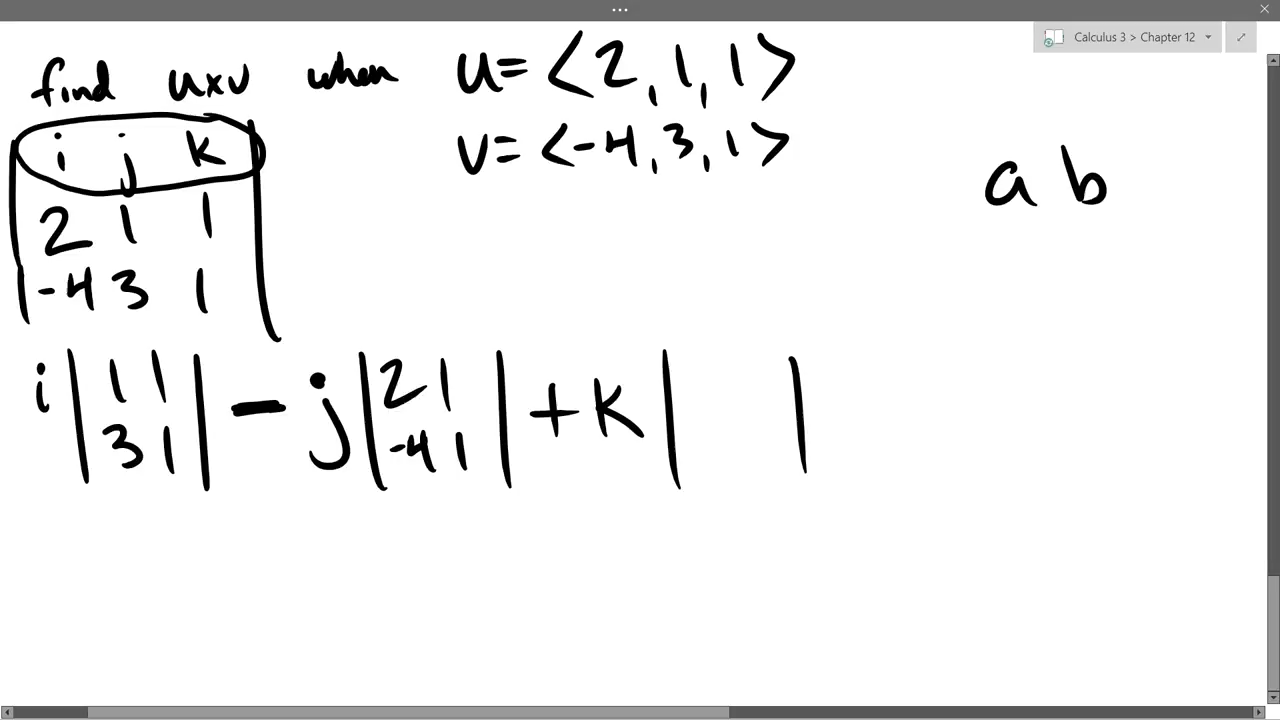 Calculus 3 > Chapter 12
find uxv when u=<2,1,1>
v=<-4,3,1>
i j k
2 1 1
-4 3 1
a b
i|1 1| - j|2 1| + k| |
|3 1| |-4 1|